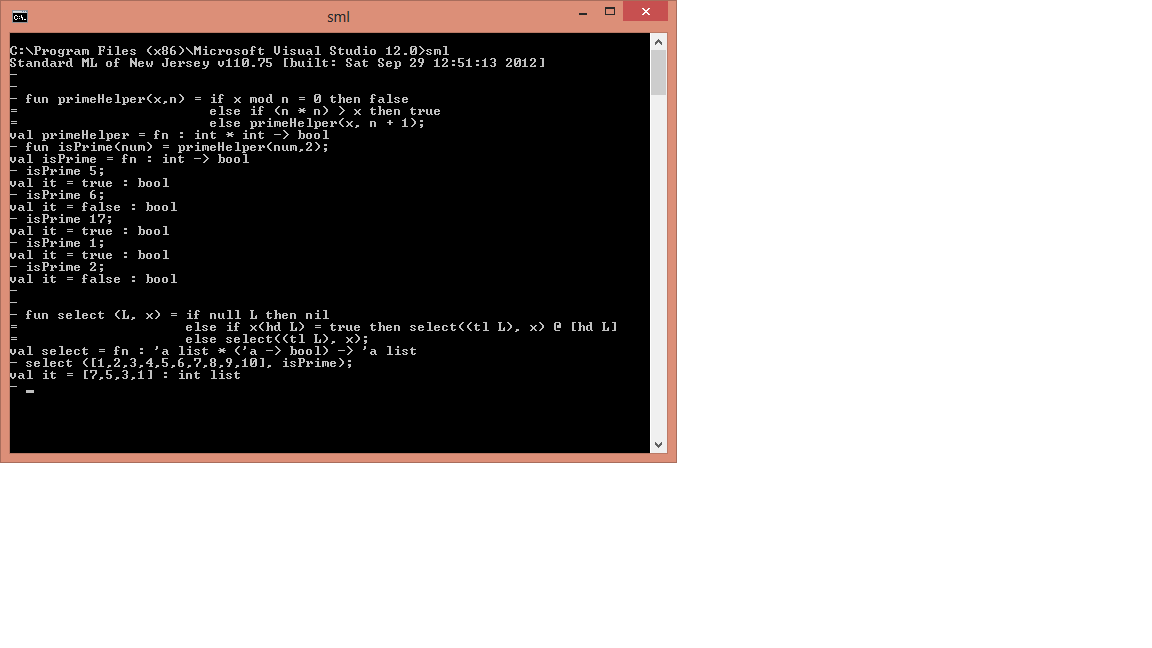 sml
C:\Program Files (x86)\Microsoft Visual Studio 12.0>sml
Standard ML of New Jersey v110.75 [built: Sat Sep 29 12:51:13 2012]
-
-
- fun primeHelper(x,n) = if x mod n = 0 then false
=                        else if (n * n) > x then true
=                        else primeHelper(x, n + 1);
val primeHelper = fn : int * int -> bool
- fun isPrime(num) = primeHelper(num,2);
val isPrime = fn : int -> bool
- isPrime 5;
val it = true : bool
- isPrime 6;
val it = false : bool
- isPrime 17;
val it = true : bool
- isPrime 1;
val it = true : bool
- isPrime 2;
val it = false : bool
-
-
- fun select (L, x) = if null L then nil
=                     else if x(hd L) = true then select((tl L), x) @ [hd L]
=                     else select((tl L), x);
val select = fn : 'a list * ('a -> bool) -> 'a list
- select ([1,2,3,4,5,6,7,8,9,10], isPrime);
val it = [7,5,3,1] : int list
-